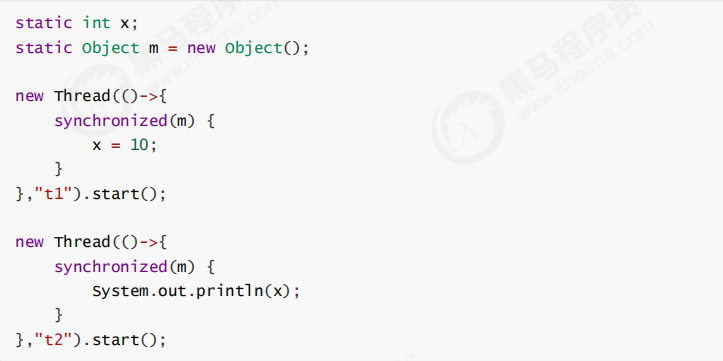 static int x;
static Object m = new Object();
new Thread(()->{
    synchronized(m) {
        x = 10;
    }
},"t1").start();
new Thread(()->{
    synchronized(m) {
        System.out.println(x);
    }
},"t2").start();
黑马程序员
www.itheima.com
黑马程序员
www.itheima.com